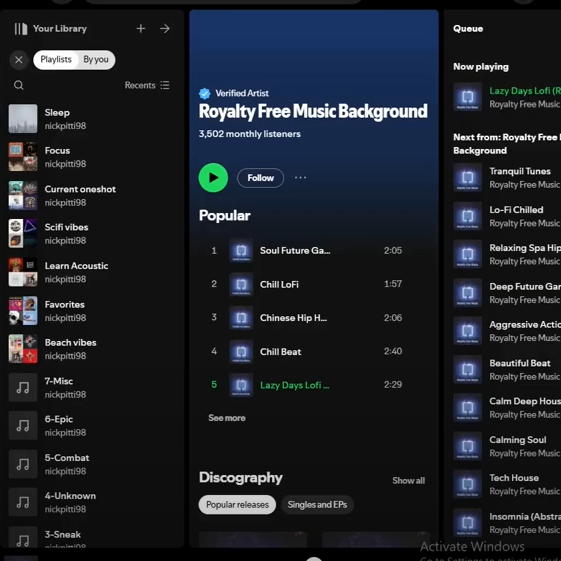 Your Library
Playlists
By you
Recents
Sleep
nickpitti98
Focus
nickpitti98
Current oneshot
nickpitti98
Scifi vibes
nickpitti98
Learn Acoustic
nickpitti98
Favorites
nickpitti98
Beach vibes
nickpitti98
7-Misc
nickpitti98
6-Epic
nickpitti98
5-Combat
nickpitti98
4-Unknown
nickpitti98
3-Sneak
nickpitti98
Verified Artist
Royalty Free Music Background
3,502 monthly listeners
Follow
Popular
1 Soul Future Ga... 2:05
2 Chill LoFi 1:57
3 Chinese Hip H... 2:06
4 Chill Beat 2:40
5 Lazy Days Lofi ... 2:29
See more
Discography
Show all
Popular releases
Singles and EPs
Queue
Now playing
Lazy Days Lofi (R
Royalty Free Music
Next from: Royalty Free
Background
Tranquil Tunes
Royalty Free Music
Lo-Fi Chilled
Royalty Free Music
Relaxing Spa Hip
Royalty Free Music
Deep Future Gar
Royalty Free Music
Aggressive Actio
Royalty Free Music
Beautiful Beat
Royalty Free Music
Calm Deep Hous
Royalty Free Music
Calming Soul
Royalty Free Music
Tech House
Royalty Free Music
Insomnia (Abstra
Royalty Free Music
Activate Windows
Go to Settings to activate Wind